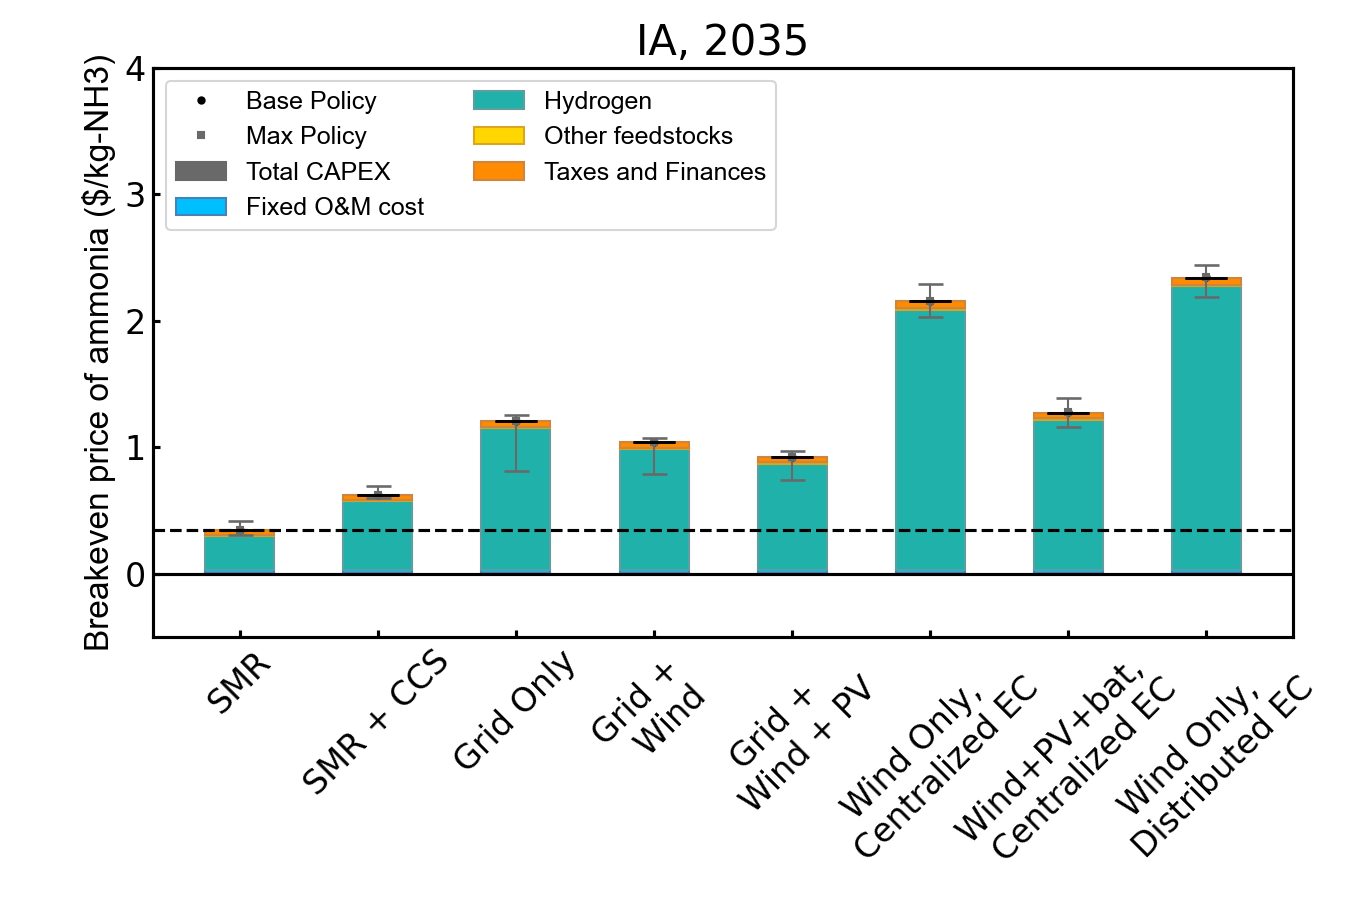 IA, 2035
Breakeven price of ammonia ($/kg-NH3)
4
3
2
1
0
Base Policy
Max Policy
Total CAPEX
Fixed O&M cost
Hydrogen
Other feedstocks
Taxes and Finances
SMR
SMR + CCS
Grid Only
Grid +
Wind
Grid +
Wind + PV
Wind Only,
Centralized EC
Wind+PV+bat,
Centralized EC
Wind Only,
Distributed EC